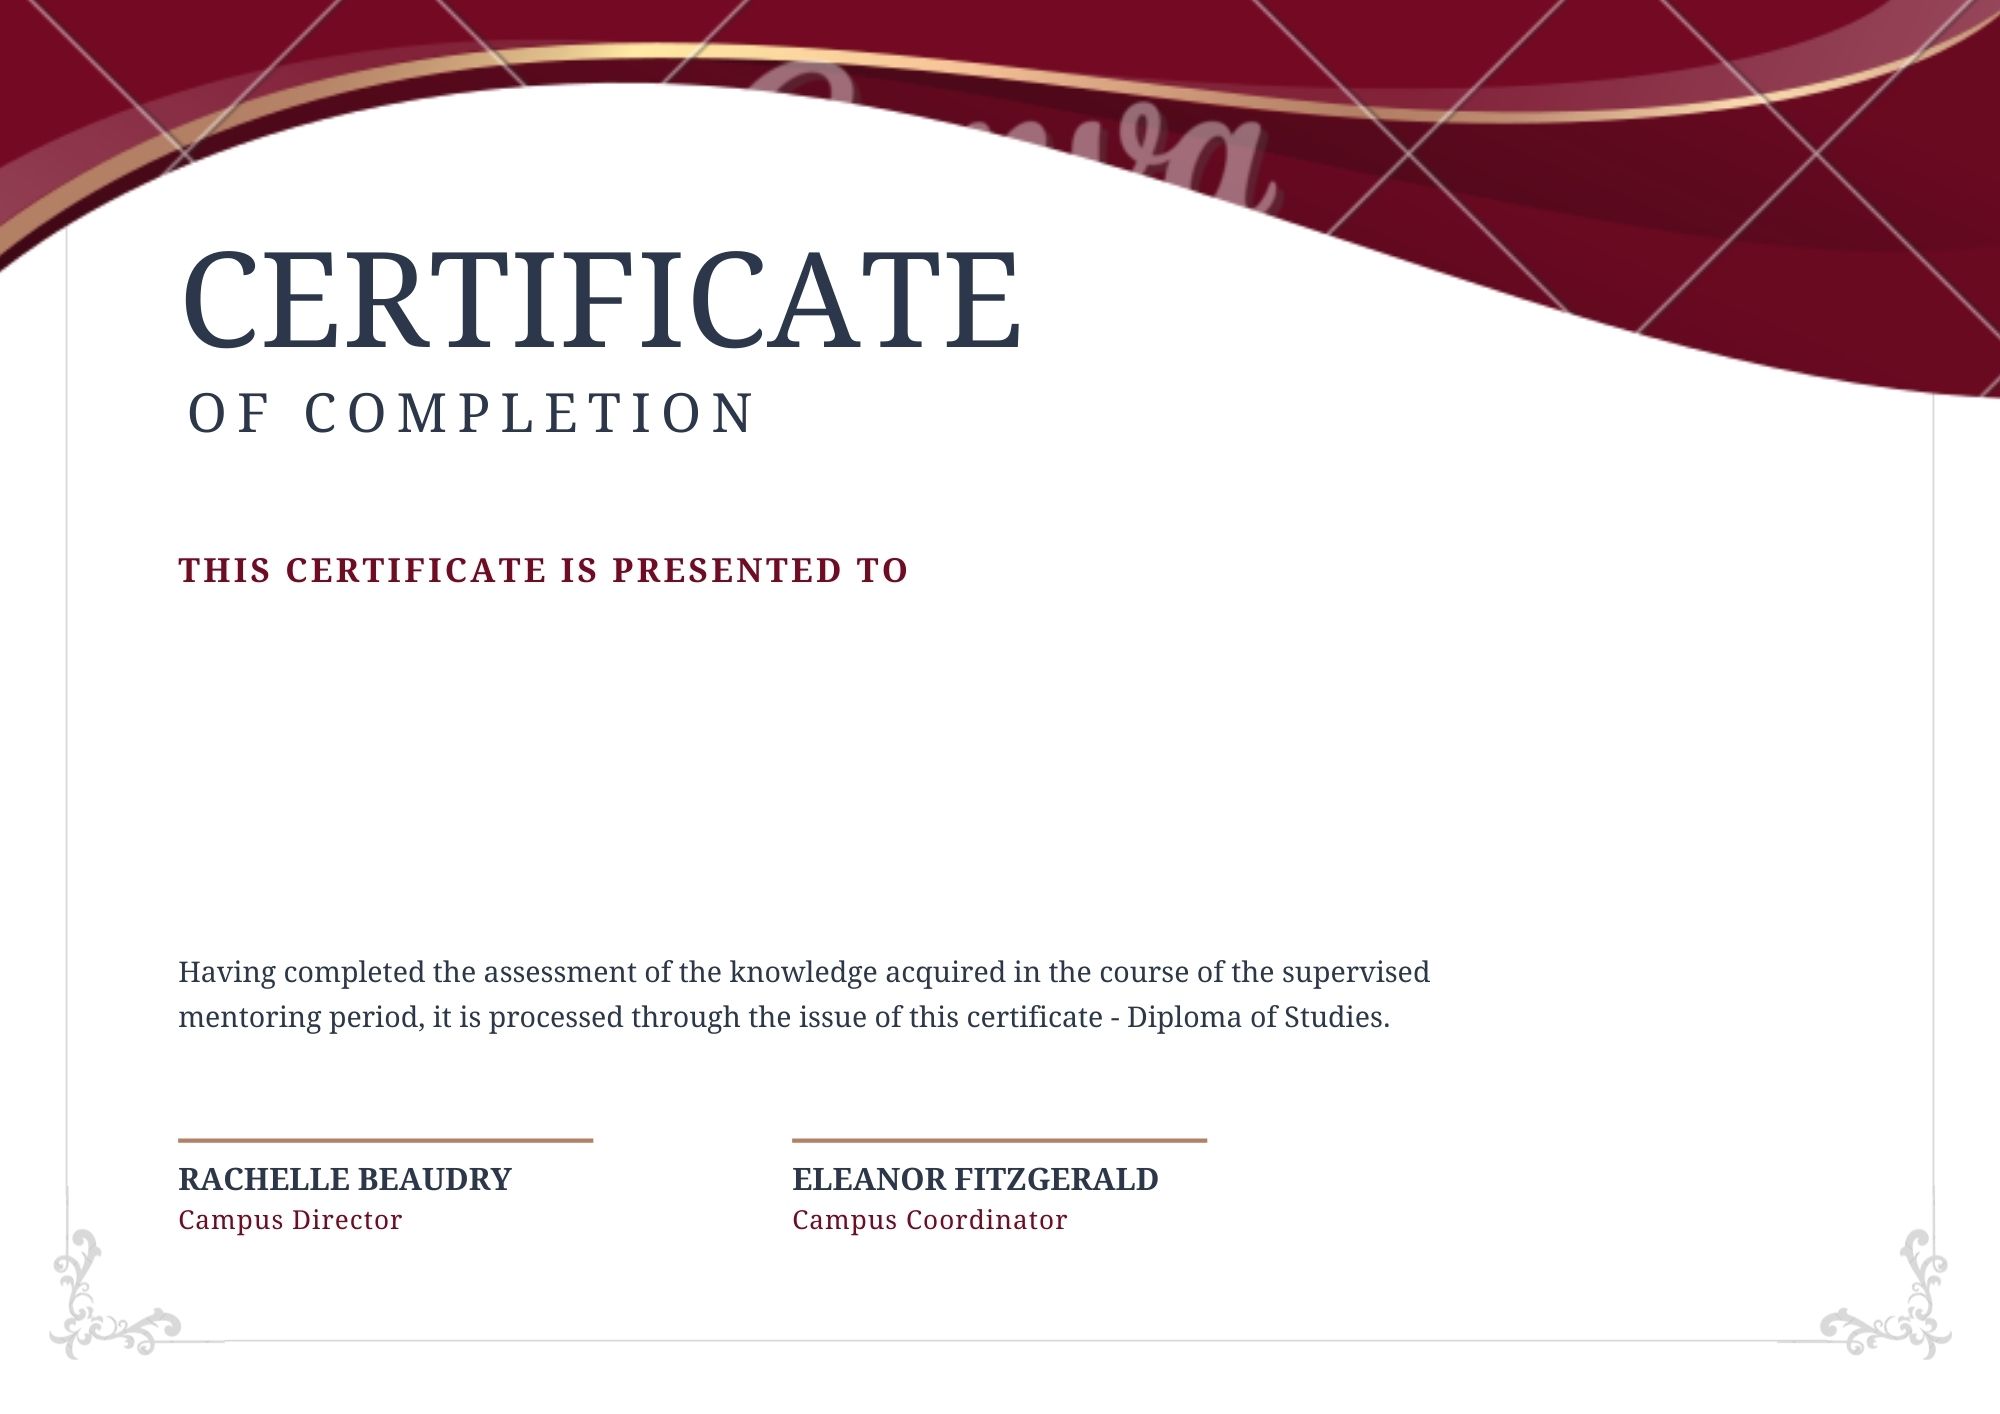 CERTIFICATE
OF COMPLETION
THIS CERTIFICATE IS PRESENTED TO
Having completed the assessment of the knowledge acquired in the course of the supervised
mentoring period, it is processed through the issue of this certificate - Diploma of Studies.
RACHELLE BEAUDRY
Campus Director
ELEANOR FITZGERALD
Campus Coordinator